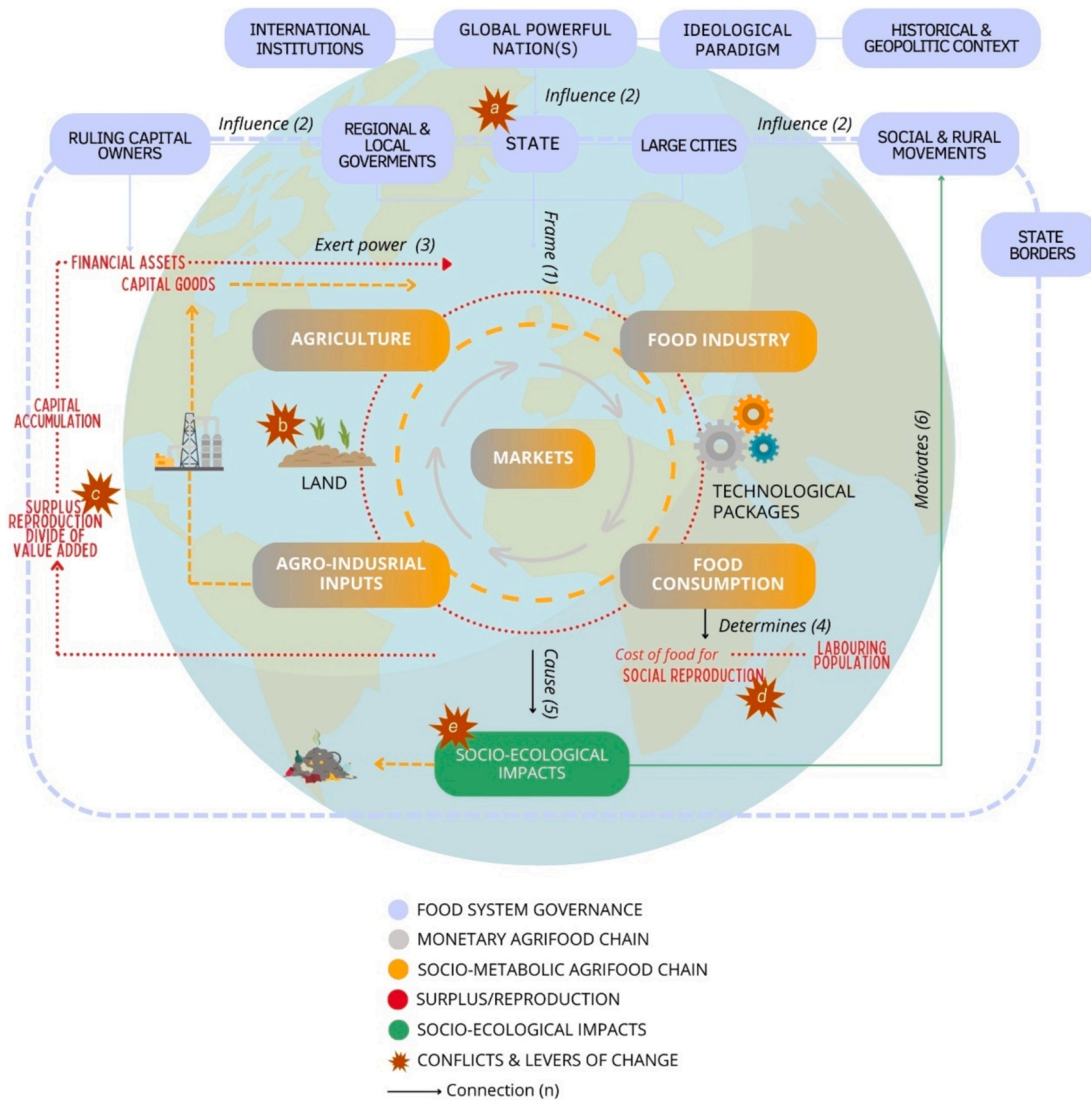 INTERNATIONAL
INSTITUTIONS
GLOBAL POWERFUL
NATION(S)
IDEOLOGICAL
PARADIGM
HISTORICAL &
GEOPOLITIC CONTEXT
a
Influence (2)
RULING CAPITAL
OWNERS
Influence (2)
REGIONAL &
LOCAL
GOVERMENTS
STATE
LARGE CITIES
Influence (2)
SOCIAL & RURAL
MOVEMENTS
STATE
BORDERS
Frame (1)
Exert power (3)
FINANCIAL ASSETS
CAPITAL GOODS
AGRICULTURE
FOOD INDUSTRY
CAPITAL
ACCUMULATION
b
LAND
MARKETS
TECHNOLOGICAL
PACKAGES
Motivates (6)
c
SURPLUS/
REPRODUCTION
DIVIDE OF
VALUE ADDED
AGRO-INDUSRIAL
INPUTS
FOOD
CONSUMPTION
Determines (4)
Cost of food for
SOCIAL REPRODUCTION
LABOURING
POPULATION
d
Cause (5)
e
SOCIO-ECOLOGICAL
IMPACTS
FOOD SYSTEM GOVERNANCE
MONETARY AGRIFOOD CHAIN
SOCIO-METABOLIC AGRIFOOD CHAIN
SURPLUS/REPRODUCTION
SOCIO-ECOLOGICAL IMPACTS
CONFLICTS & LEVERS OF CHANGE
Connection (n)